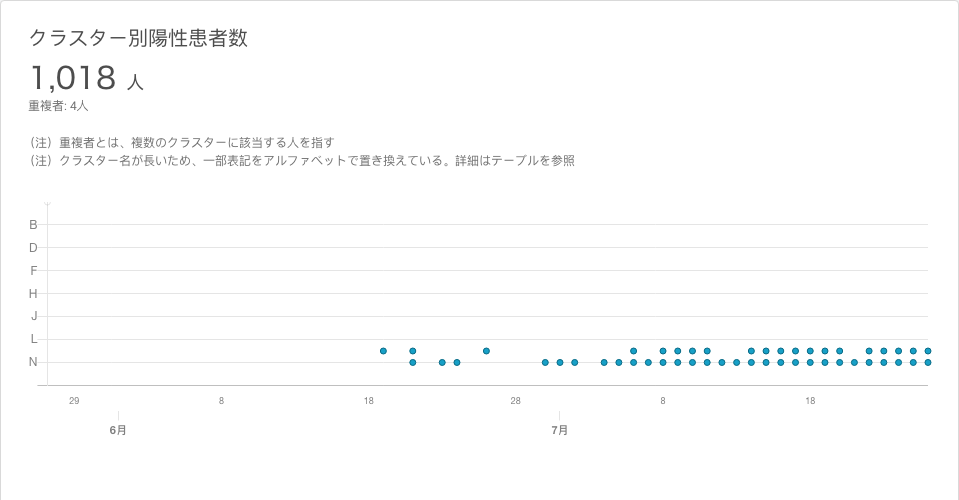 クラスター別陽性患者数
1,018 人
重複者: 4人
（注）重複者とは、複数のクラスターに該当する人を指す
（注）クラスター名が長いため、一部表記をアルファベットで置き換えている。詳細はテーブルを参照
B
D
F
H
J
L
N
29 8 18 28 8 18
6月 7月